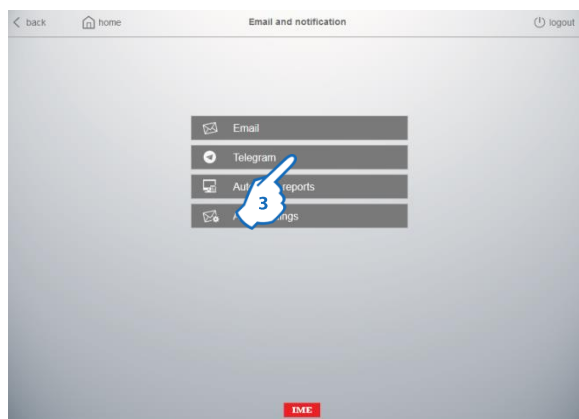 back
home
Email and notification
logout
Email
Telegram
reports
3
IME